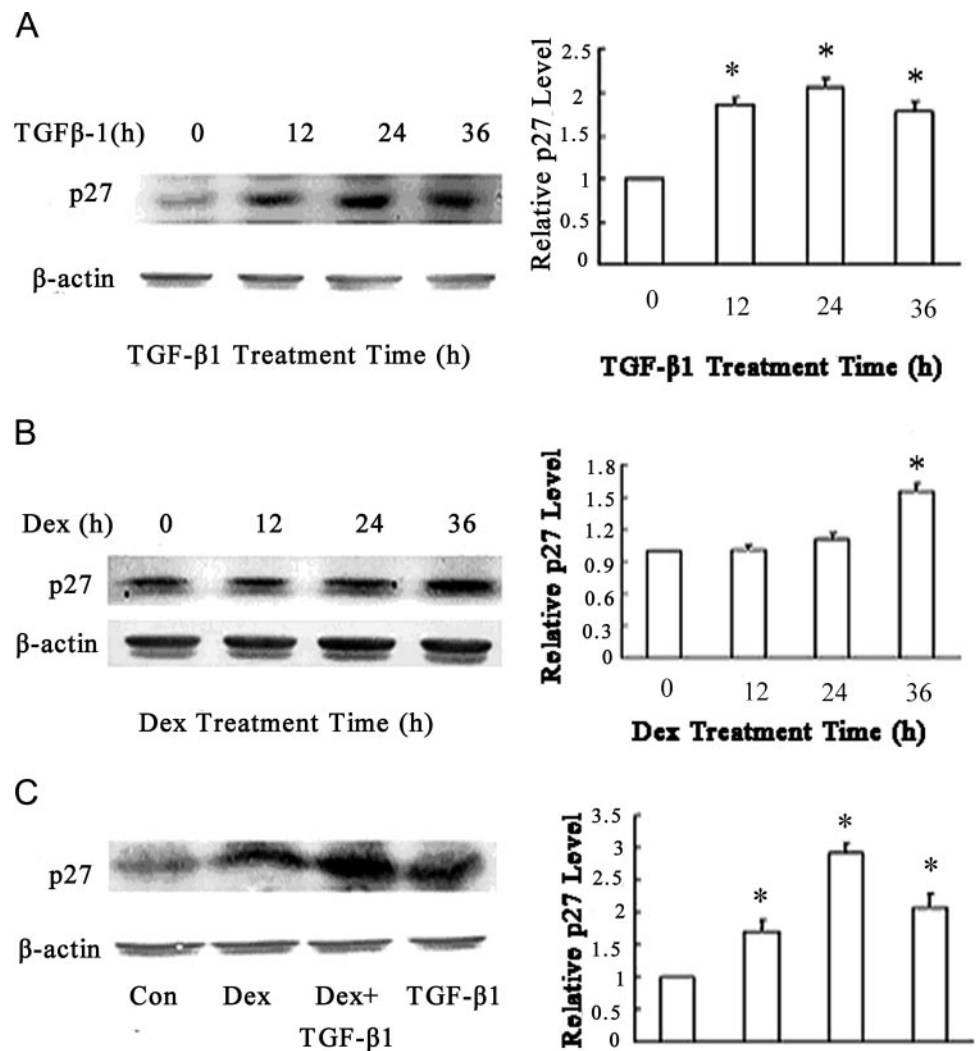 A
TGFβ-1(h) 0 12 24 36
p27
β-actin
TGF-β1 Treatment Time (h)
Relative p27 Level
2.5
2
1.5
1
0.5
0
* * *
0 12 24 36
TGF-β1 Treatment Time (h)
B
Dex (h) 0 12 24 36
p27
β-actin
Dex Treatment Time (h)
Relative p27 Level
1.8
1.5
1.2
0.9
0.6
0.3
0
*
0 12 24 36
Dex Treatment Time (h)
C
p27
β-actin
Con Dex Dex+ TGF-β1
TGF-β1
Relative p27 Level
3.5
3
2.5
2
1.5
1
0.5
0
* * *